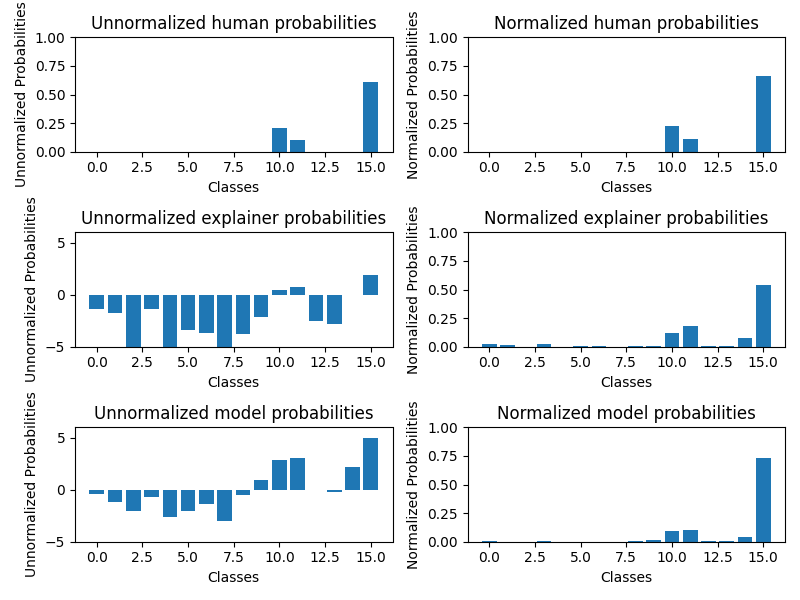 Unnormalized human probabilities
Unnormalized Probabilities
1.00
0.75
0.50
0.25
0.00
0.0 2.5 5.0 7.5 10.0 12.5 15.0
Classes
Normalized human probabilities
Normalized Probabilities
1.00
0.75
0.50
0.25
0.00
0.0 2.5 5.0 7.5 10.0 12.5 15.0
Classes
Unnormalized explainer probabilities
Unnormalized Probabilities
5
0
−5
0.0 2.5 5.0 7.5 10.0 12.5 15.0
Classes
Normalized explainer probabilities
Normalized Probabilities
1.00
0.75
0.50
0.25
0.00
0.0 2.5 5.0 7.5 10.0 12.5 15.0
Classes
Unnormalized model probabilities
Unnormalized Probabilities
5
0
−5
0.0 2.5 5.0 7.5 10.0 12.5 15.0
Classes
Normalized model probabilities
Normalized Probabilities
1.00
0.75
0.50
0.25
0.00
0.0 2.5 5.0 7.5 10.0 12.5 15.0
Classes